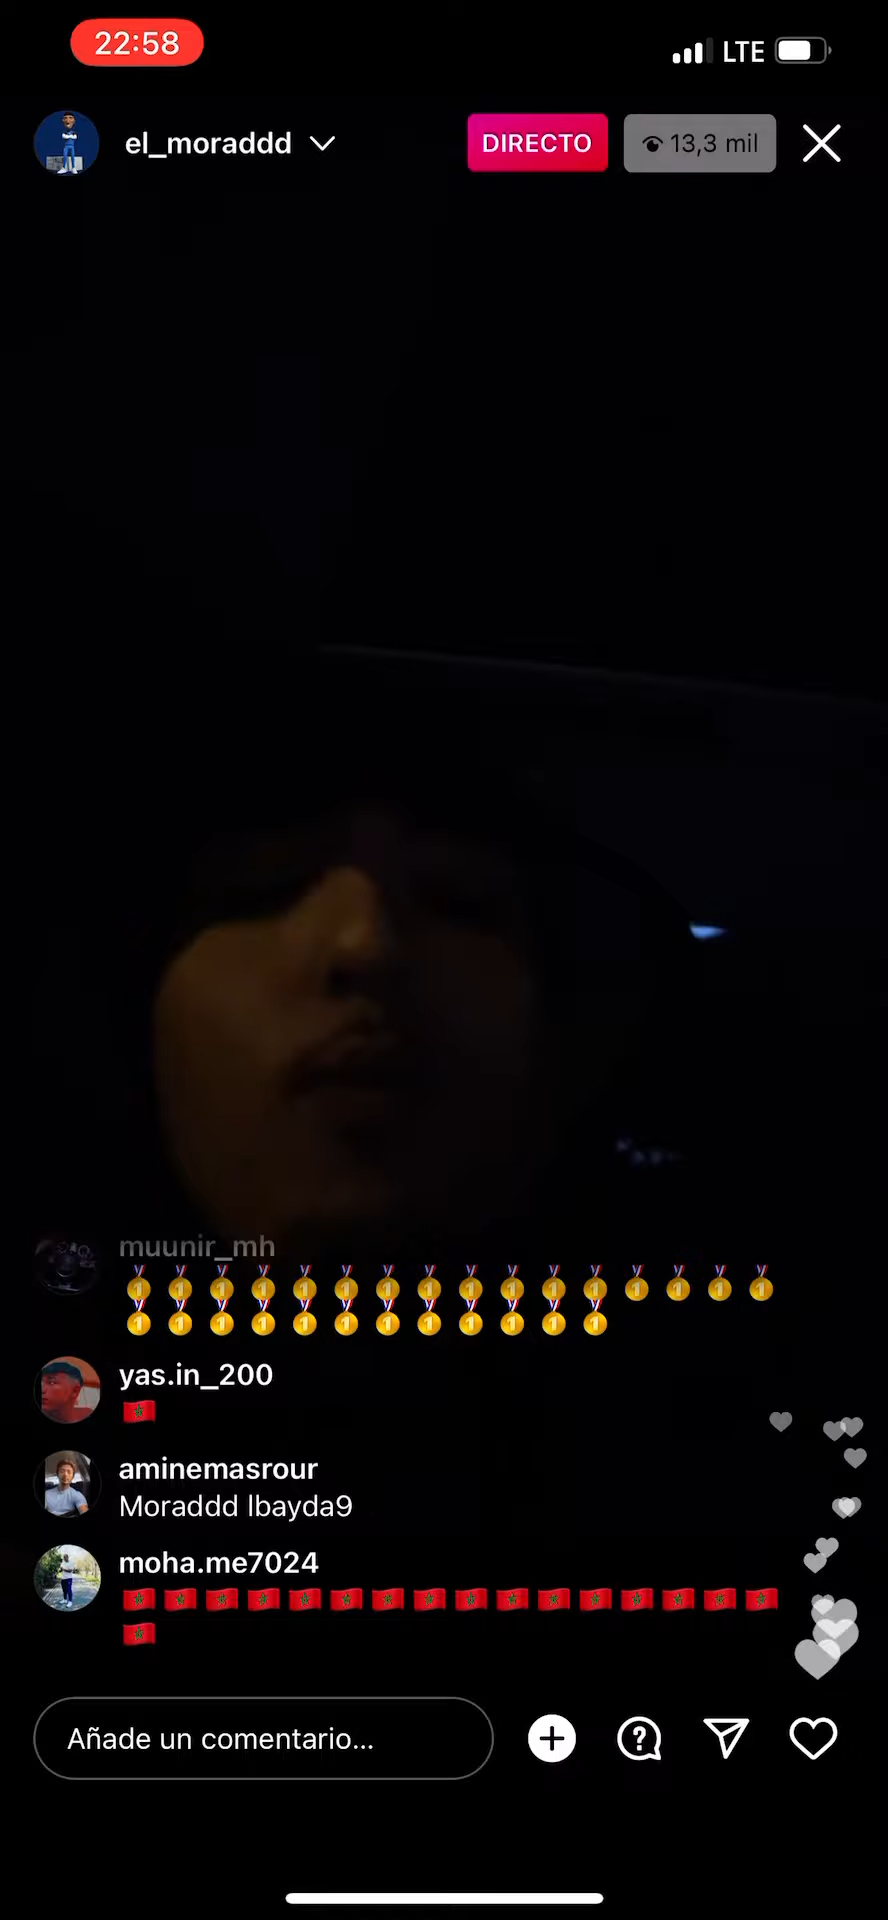 22:58
LTE
el_moraddd
DIRECTO
13,3 mil
muunir_mh
🥇🥇🥇🥇🥇🥇🥇🥇🥇🥇🥇🥇🥇🥇🥇🥇
🥇🥇🥇🥇🥇🥇🥇🥇🥇🥇🥇🥇
yas.in_200
🇲🇦
aminemasrour
Moraddd lbayda9
moha.me7024
🇲🇦🇲🇦🇲🇦🇲🇦🇲🇦🇲🇦🇲🇦🇲🇦🇲🇦🇲🇦🇲🇦🇲🇦🇲🇦🇲🇦🇲🇦🇲🇦
🇲🇦
Añade un comentario...